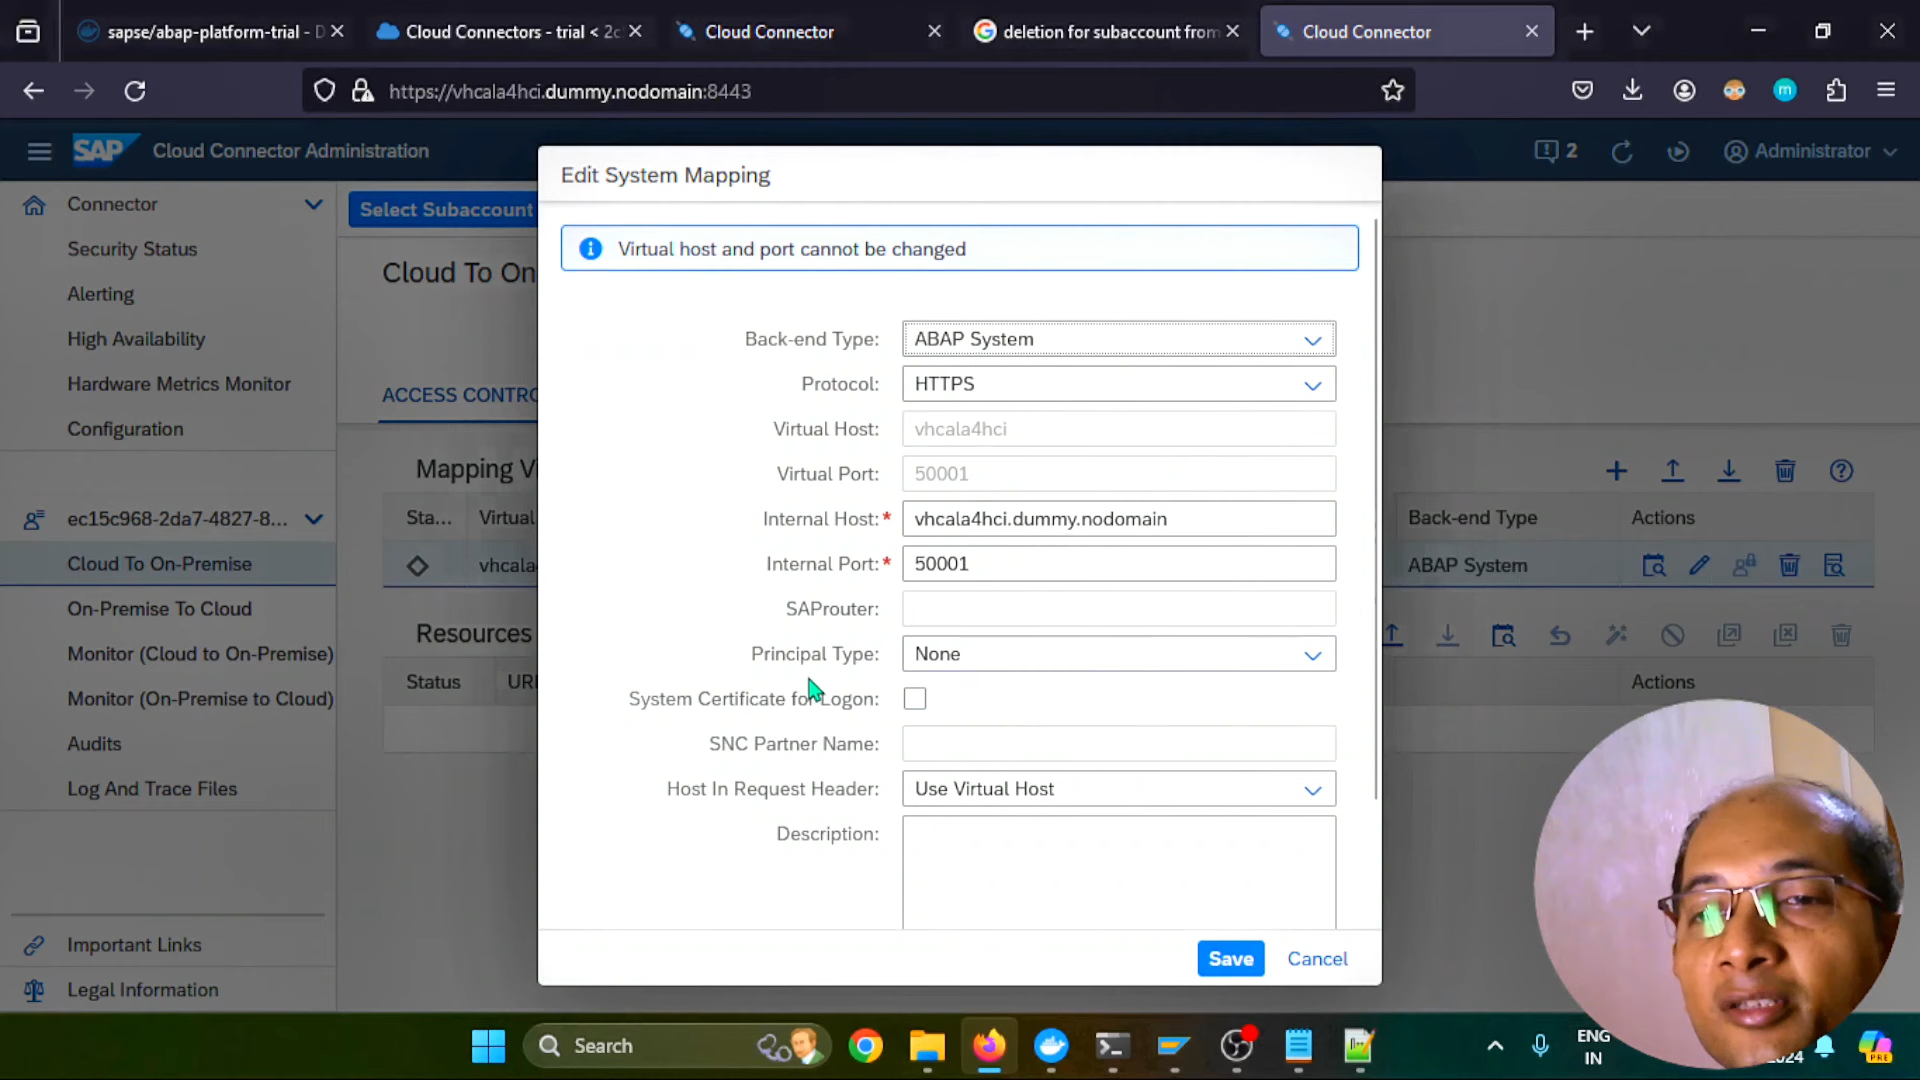 sapse/abap-platform-trial - D
Cloud Connectors - trial < 2c
Cloud Connector
deletion for subaccount from
Cloud Connector
https://vhcala4hci.dummy.nodomain:8443
SAP
Cloud Connector Administration
2
Administrator
Connector
Security Status
Alerting
High Availability
Hardware Metrics Monitor
Configuration
ec15c968-2da7-4827-8...
Cloud To On-Premise
On-Premise To Cloud
Monitor (Cloud to On-Premise)
Monitor (On-Premise to Cloud)
Audits
Log And Trace Files
Important Links
Legal Information
Select Subaccount
Cloud To On
ACCESS CONTRO
Mapping Vi
Sta...
Virtual
vhcala
Resources
Status
URL
Back-end Type
Actions
ABAP System
Actions
Edit System Mapping
Virtual host and port cannot be changed
Back-end Type:
ABAP System
Protocol:
HTTPS
Virtual Host:
vhcala4hci
Virtual Port:
50001
Internal Host:*
vhcala4hci.dummy.nodomain
Internal Port:*
50001
SAProuter:
Principal Type:
None
System Certificate for Logon:
SNC Partner Name:
Host In Request Header:
Use Virtual Host
Description:
Save
Cancel
Search
ENG
IN
2024
PRE